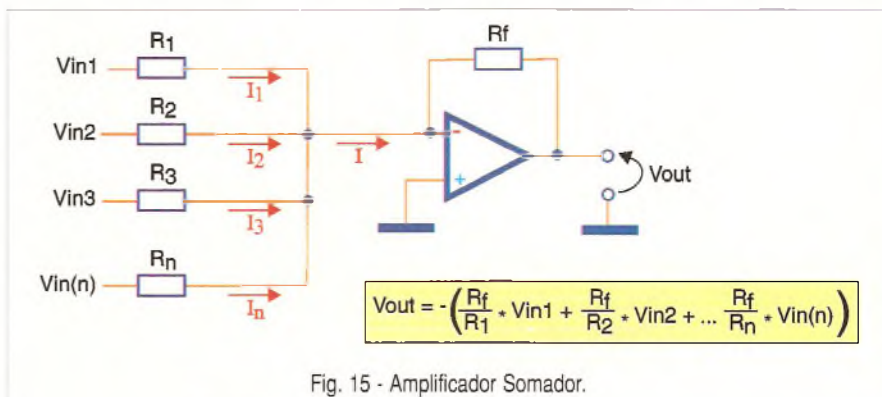 R1
Vin1
I1
Rf
R2
Vin2
I2
I
-
+
Vout
R3
Vin3
I3
Rn
Vin(n)
In
Vout = -(Rf/R1 * Vin1 + Rf/R2 * Vin2 + ... Rf/Rn * Vin(n))
Fig. 15 - Amplificador Somador.